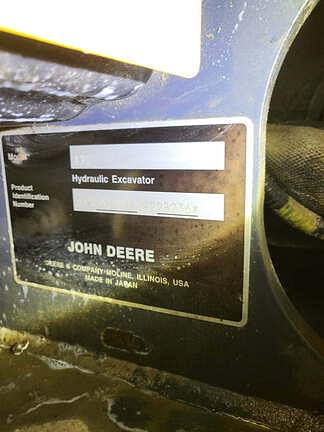 Model
Hydraulic Excavator
Product
Identification
Number
JOHN DEERE
DEERE & COMPANY MOLINE, ILLINOIS, USA
MADE IN JAPAN